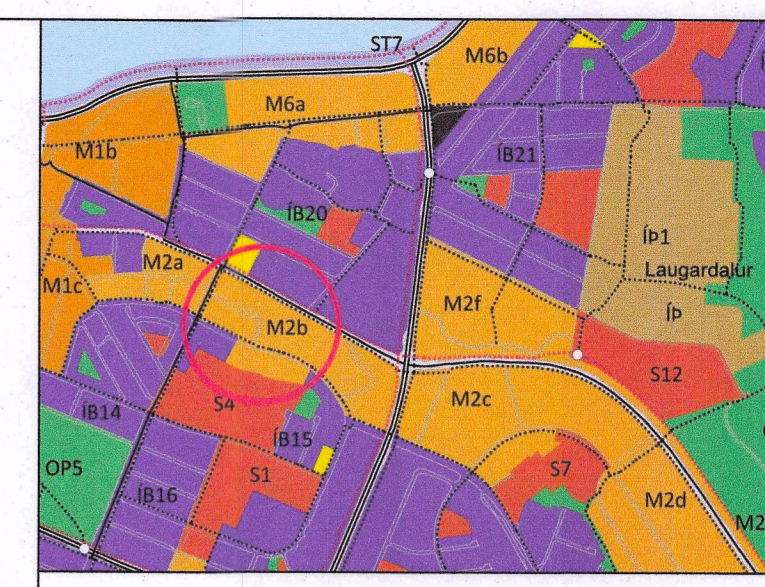 ST7
M6b
M6a
M1b
ÍB21
ÍB20
ÍÞ1
M2a
Laugardalur
M1c
M2f
ÍÞ
M2b
S12
M2c
S4
ÍB14
ÍB15
OP5
S7
S1
M2d
ÍB16